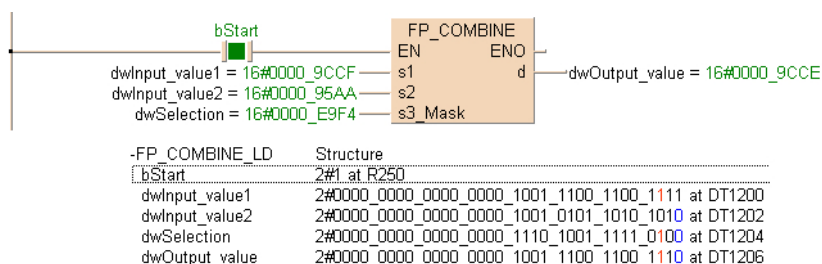 bStart
FP_COMBINE
EN ENO
dwInput_value1 = 16#0000_9CCF s1 d dwOutput_value = 16#0000_9CCE
dwInput_value2 = 16#0000_95AA s2
dwSelection = 16#0000_E9F4 s3_Mask
-FP_COMBINE_LD Structure
bStart 2#1 at R250
dwInput_value1 2#0000_0000_0000_0000_1001_1100_1100_1111 at DT1200
dwInput_value2 2#0000_0000_0000_0000_1001_0101_1010_1010 at DT1202
dwSelection 2#0000_0000_0000_0000_1110_1001_1111_0100 at DT1204
dwOutput_value 2#0000_0000_0000_0000_1001_1100_1100_1110 at DT1206